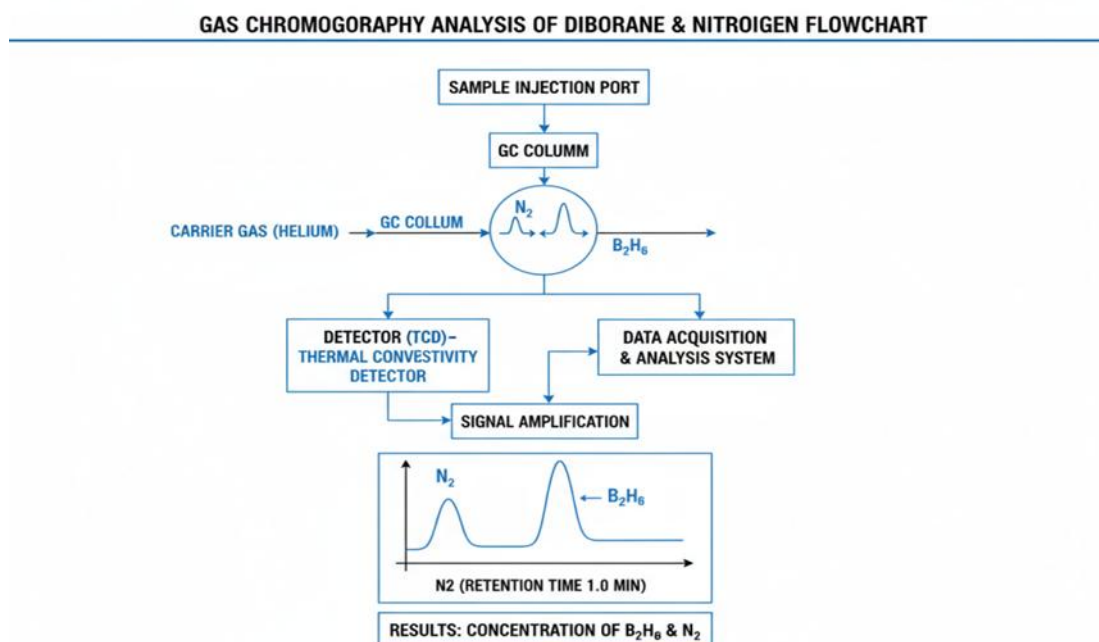 GAS CHROMOGORAPHY ANALYSIS OF DIBORANE & NITROIGEN FLOWCHART
SAMPLE INJECTION PORT
GC COLUMM
N₂
CARRIER GAS (HELIUM)
GC COLLUM
B₂H₆
DETECTOR (TCD)–
THERMAL CONVESTIVITY
DETECTOR
DATA ACQUISITION
& ANALYSIS SYSTEM
SIGNAL AMPLIFICATION
N₂
B₂H₆
N2 (RETENTION TIME 1.0 MIN)
RESULTS: CONCENTRATION OF B₂H₆ & N₂